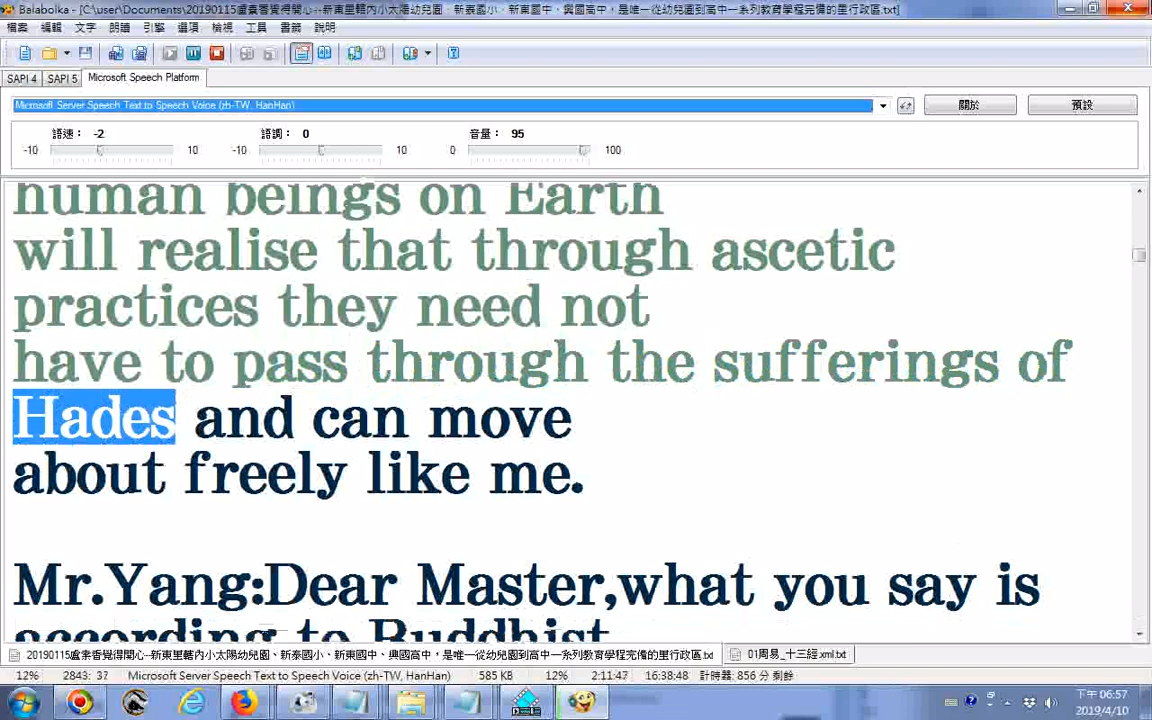 Balabolka - [C:\user\Documents\20190115盧素香覺得開心--新東里轄內小太陽幼兒園、新泰國小、新東國中、興國高中，是唯一從幼兒園到高中一系列教育學程完備的里行政區.txt]
檔案 編輯 文字 朗讀 引擎 選項 檢視 工具 書籤 說明
SAPI 4 SAPI 5 Microsoft Speech Platform
Microsoft Server Speech Text to Speech Voice (zh-TW, HanHan)
關於 預設
語速： -2 語調： 0 音量： 95
-10 10 -10 10 0 100
human beings on Earth
will realise that through ascetic
practices they need not
have to pass through the sufferings of
Hades and can move
about freely like me.
Mr.Yang:Dear Master,what you say is
according to Buddhist
20190115盧素香覺得開心--新東里轄內小太陽幼兒園、新泰國小、新東國中、興國高中，是唯一從幼兒園到高中一系列教育學程完備的里行政區.txt 01周易_十三經.xml.txt
12% 2843: 37 Microsoft Server Speech Text to Speech Voice (zh-TW, HanHan) 585 KB 12% 2:11:47 16:38:48 計時器: 856 分 剩餘
下午 06:57
2019/4/10